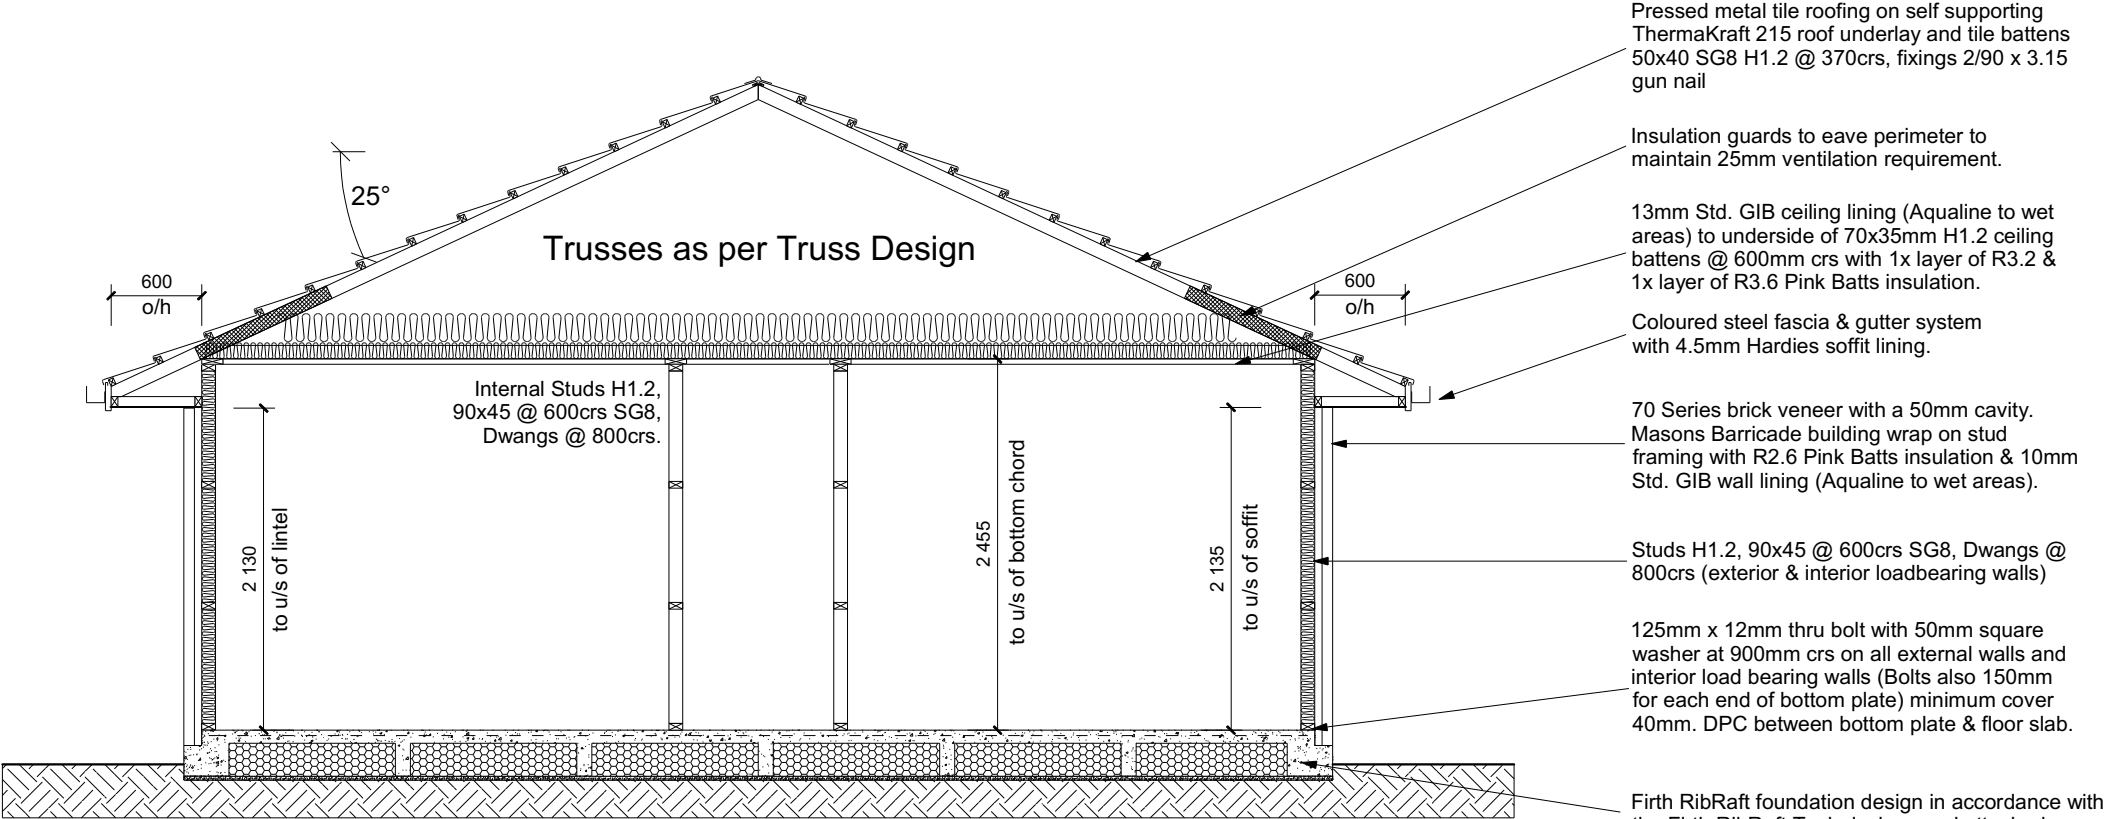 Pressed metal tile roofing on self supporting
ThermaKraft 215 roof underlay and tile battens
50x40 SG8 H1.2 @ 370crs, fixings 2/90 x 3.15
gun nail
Insulation guards to eave perimeter to
maintain 25mm ventilation requirement.
25°
13mm Std. GIB ceiling lining (Aqualine to wet
areas) to underside of 70x35mm H1.2 ceiling
battens @ 600mm crs with 1x layer of R3.2 &
1x layer of R3.6 Pink Batts insulation.
Trusses as per Truss Design
600
o/h
600
o/h
Coloured steel fascia & gutter system
with 4.5mm Hardies soffit lining.
Internal Studs H1.2,
90x45 @ 600crs SG8,
Dwangs @ 800crs.
70 Series brick veneer with a 50mm cavity.
Masons Barricade building wrap on stud
framing with R2.6 Pink Batts insulation & 10mm
Std. GIB wall lining (Aqualine to wet areas).
2 130
to u/s of lintel
2 455
to u/s of bottom chord
2 135
to u/s of soffit
Studs H1.2, 90x45 @ 600crs SG8, Dwangs @
800crs (exterior & interior loadbearing walls)
125mm x 12mm thru bolt with 50mm square
washer at 900mm crs on all external walls and
interior load bearing walls (Bolts also 150mm
for each end of bottom plate) minimum cover
40mm. DPC between bottom plate & floor slab.
Firth RibRaft foundation design in accordance with